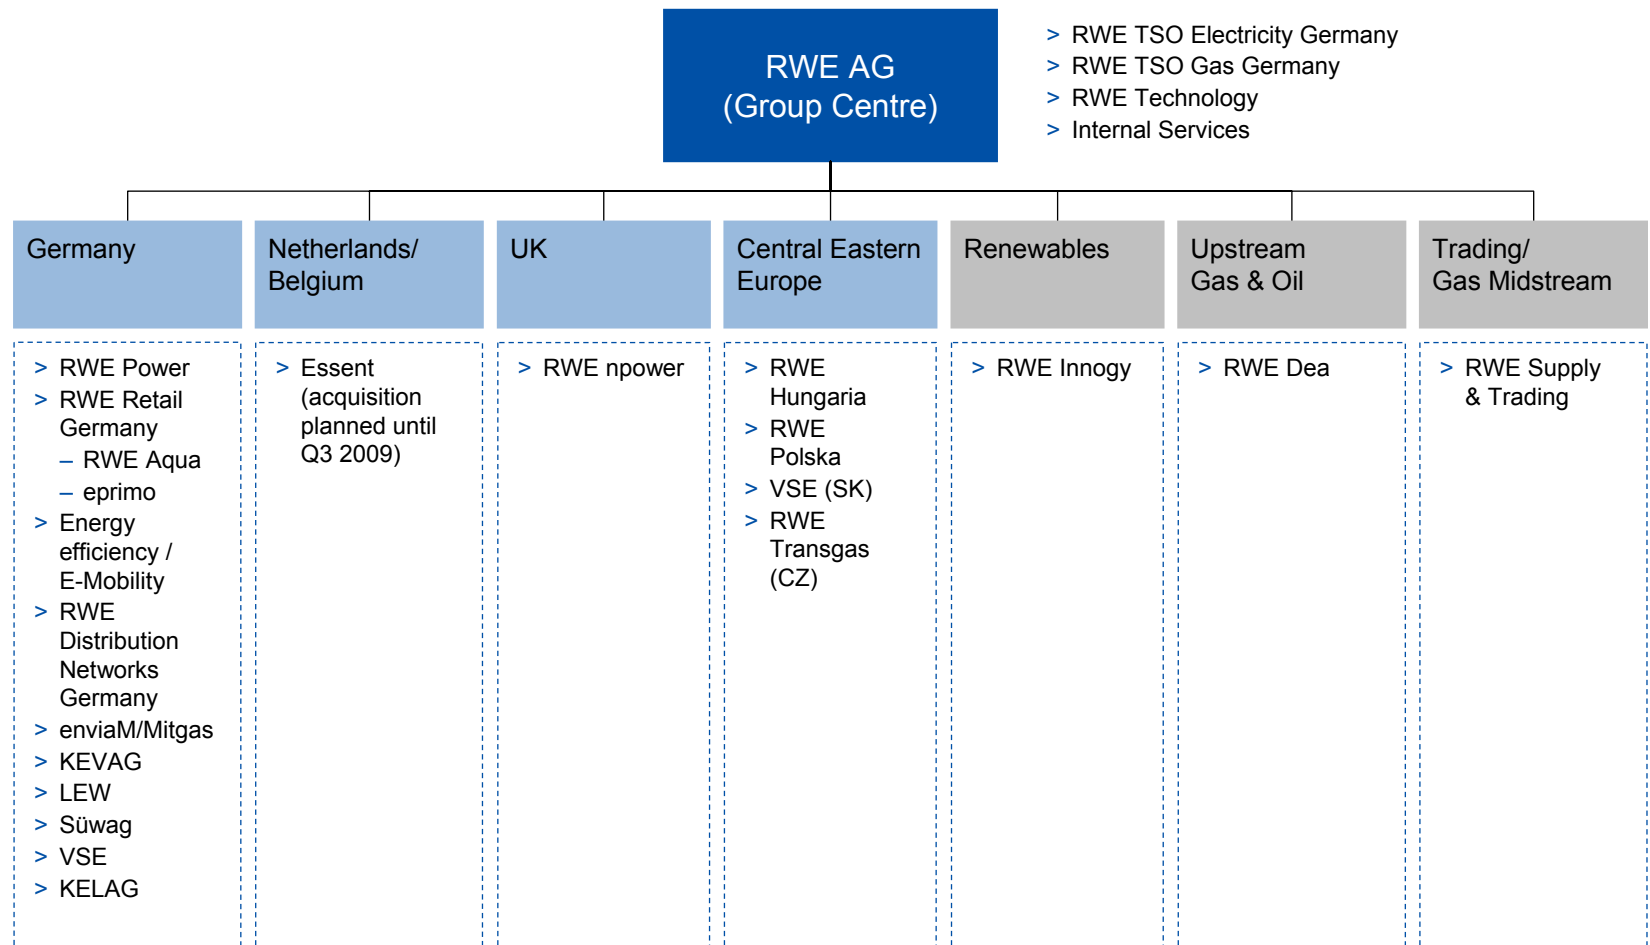 RWE AG
(Group Centre)
> RWE TSO Electricity Germany
> RWE TSO Gas Germany
> RWE Technology
> Internal Services
Germany
> RWE Power
> RWE Retail
Germany
– RWE Aqua
– eprimo
> Energy
efficiency /
E-Mobility
> RWE
Distribution
Networks
Germany
> enviaM/Mitgas
> KEVAG
> LEW
> Süwag
> VSE
> KELAG
Netherlands/
Belgium
> Essent
(acquisition
planned until
Q3 2009)
UK
> RWE npower
Central Eastern
Europe
> RWE
Hungaria
> RWE
Polska
> VSE (SK)
> RWE
Transgas
(CZ)
Renewables
> RWE Innogy
Upstream
Gas & Oil
> RWE Dea
Trading/
Gas Midstream
> RWE Supply
& Trading